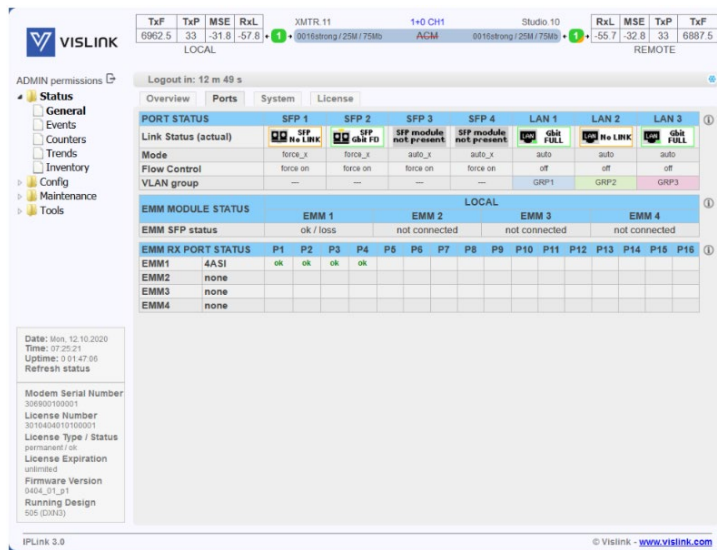 VISLINK
TxF TxP MSE RxL XMTR.11 1+0 CH1 Studio.10 RxL MSE TxP TxF
6962.5 33 -31.8 -57.8 1 0016strong / 25M / 75Mb ACM 0016strong / 25M / 75Mb 1 -55.7 -32.8 33 6887.5
LOCAL REMOTE
ADMIN permissions
Status
General
Events
Counters
Trends
Inventory
Config
Maintenance
Tools
Logout in: 12 m 49 s
Overview Ports System License
PORT STATUS SFP 1 SFP 2 SFP 3 SFP 4 LAN 1 LAN 2 LAN 3
Link Status (actual) SFP No LINK SFP Gbit FD SFP module not present SFP module not present LAN Gbit FULL LAN No LINK LAN Gbit FULL
Mode force_x force_x auto_x auto_x auto auto auto
Flow Control force on force on force on force on off off off
VLAN group --- --- --- --- GRP1 GRP2 GRP3
EMM MODULE STATUS LOCAL
EMM 1 EMM 2 EMM 3 EMM 4
EMM SFP status ok / loss not connected not connected not connected
EMM RX PORT STATUS P1 P2 P3 P4 P5 P6 P7 P8 P9 P10 P11 P12 P13 P14 P15 P16
EMM1 4ASI ok ok ok ok
EMM2 none
EMM3 none
EMM4 none
Date: Mon, 12.10.2020
Time: 07:25:21
Uptime: 0 01:47:06
Refresh status
Modem Serial Number
306900100001
License Number
3010404010100001
License Type / Status
permanent / ok
License Expiration
unlimited
Firmware Version
0404_01_p1
Running Design
505 (DXN3)
IPLink 3.0 © Vislink - www.vislink.com